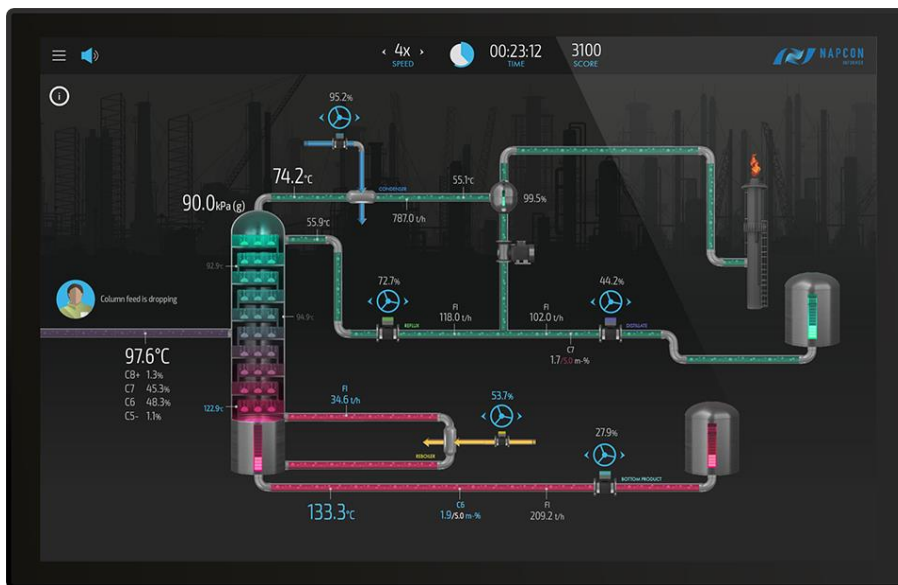 4x
SPEED
00:23:12
TIME
3100
SCORE
NAPCON
95.2%
74.2°C
CONDENSER
55.1°C
99.5%
90.0kPa (g)
787.0 t/h
55.9°C
92.9°C
72.7%
44.2%
Column feed is dropping
94.9°C
REFLUX
FI
118.0 t/h
FI
102.0 t/h
DISTILLATE
C7
1.7/5.0 m-%
97.6°C
C8+ 1.3%
C7 45.3%
C6 48.3%
C5- 1.1%
122.9°C
FI
34.6 t/h
53.7%
27.9%
REBOILER
BOTTOM PRODUCT
133.3°C
C6
1.9/5.0 m-%
FI
209.2 t/h